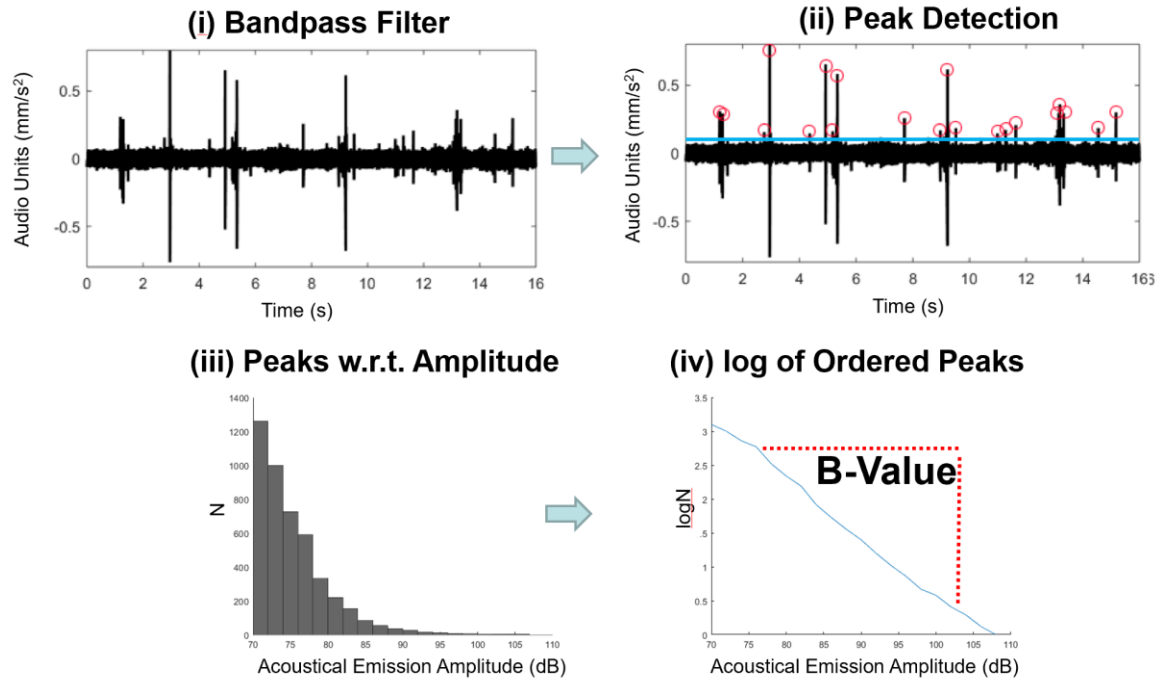 (i) Bandpass Filter
Audio Units (mm/s²)
0.5
0
-0.5
0 2 4 6 8 10 12 14 16
Time (s)
(ii) Peak Detection
Audio Units (mm/s²)
0.5
0
-0.5
0 2 4 6 8 10 12 14 166
Time (s)
(iii) Peaks w.r.t. Amplitude
N
1400
1200
1000
800
600
400
200
0
70 75 80 85 90 95 100 105 110
Acoustical Emission Amplitude (dB)
(iv) log of Ordered Peaks
logN
3.5
3
2.5
2
.5
1
0.5
0
B-Value
70 75 80 85 90 95 100 105 110
Acoustical Emission Amplitude (dB)